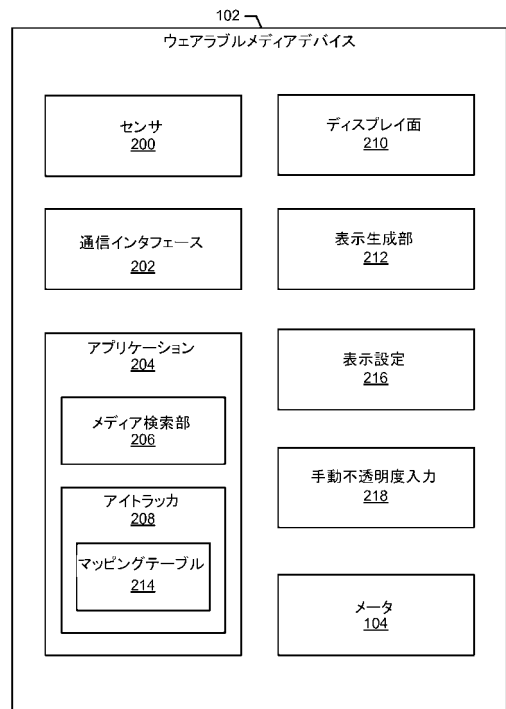 102
ウェアラブルメディアデバイス
センサ
200
ディスプレイ面
210
通信インタフェース
202
表示生成部
212
アプリケーション
204
メディア検索部
206
アイトラッカ
208
マッピングテーブル
214
表示設定
216
手動不透明度入力
218
メータ
104